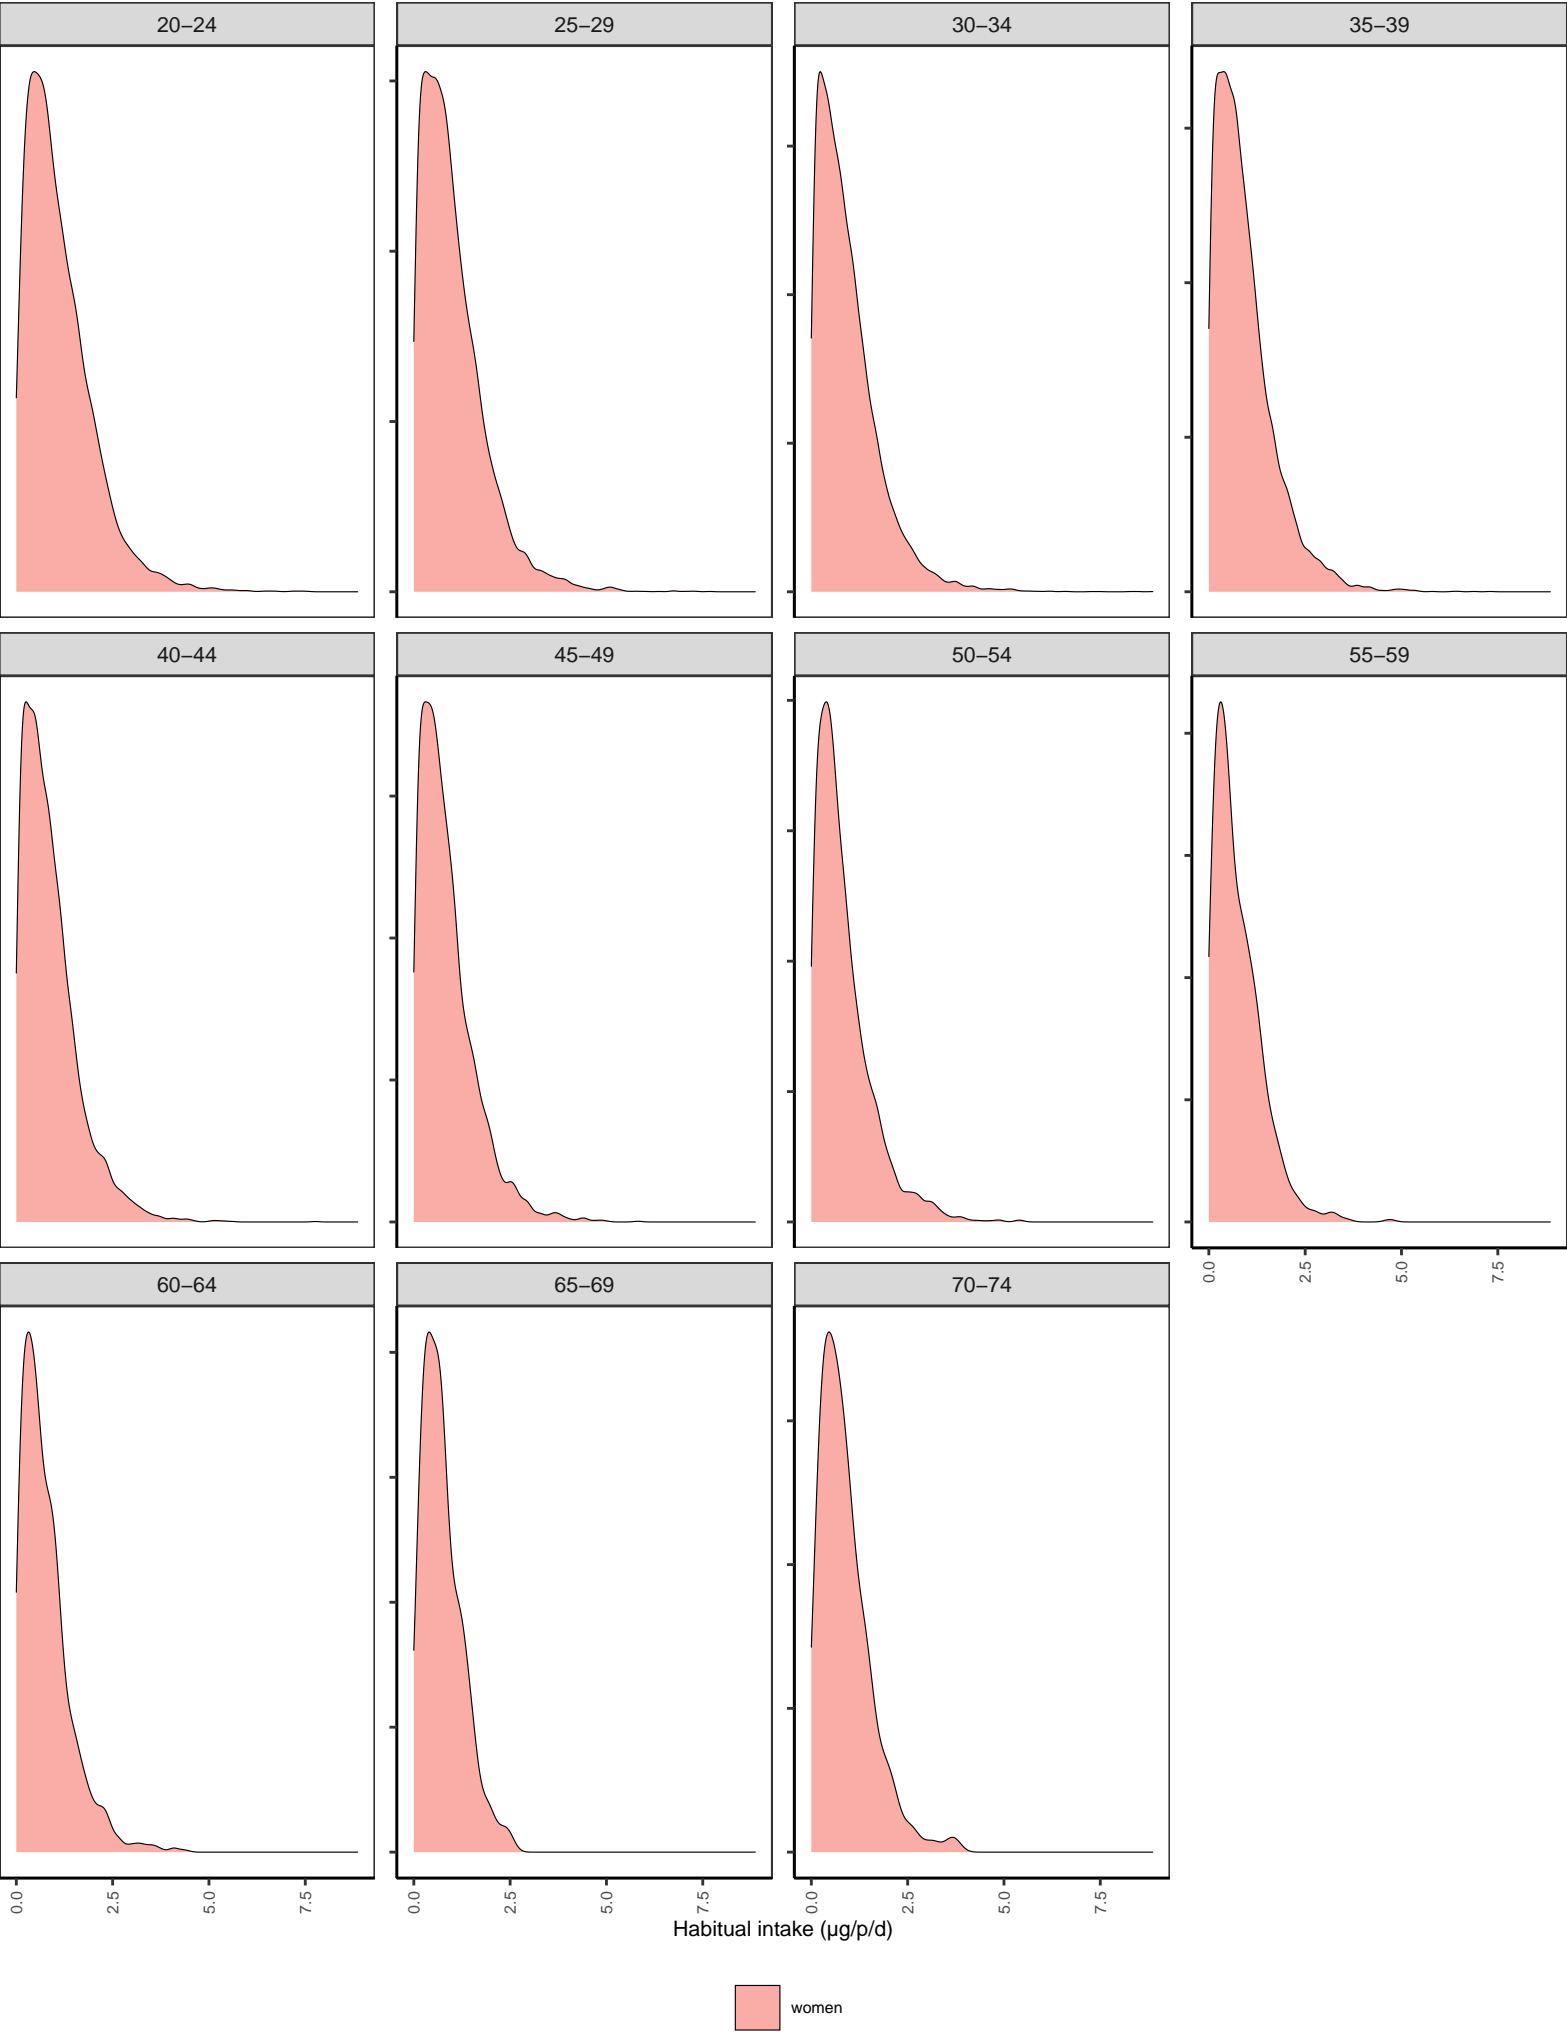 20–24 25–29 30–34 35–39
40–44 45–49 50–54 55–59
0.0 2.5 5.0 7.5
60–64 65–69 70–74
0.0 2.5 5.0 7.5 0.0 2.5 5.0 7.5 0.0 2.5 5.0 7.5
Habitual intake (µg/p/d)
women